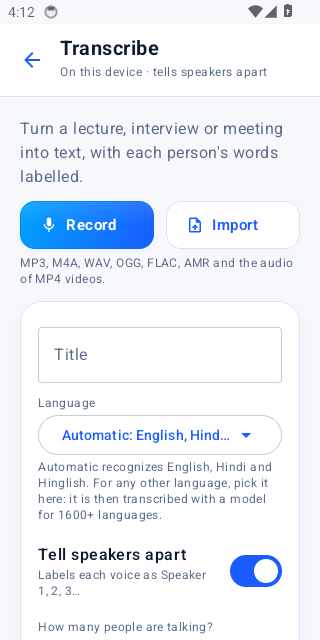 4:12
Transcribe
On this device · tells speakers apart
Turn a lecture, interview or meeting
into text, with each person's words
labelled.
Record
Import
MP3, M4A, WAV, OGG, FLAC, AMR and the audio
of MP4 videos.
Title
Language
Automatic: English, Hind...
Automatic recognizes English, Hindi and
Hinglish. For any other language, pick it
here: it is then transcribed with a model
for 1600+ languages.
Tell speakers apart
Labels each voice as Speaker
1, 2, 3...
How many people are talking?